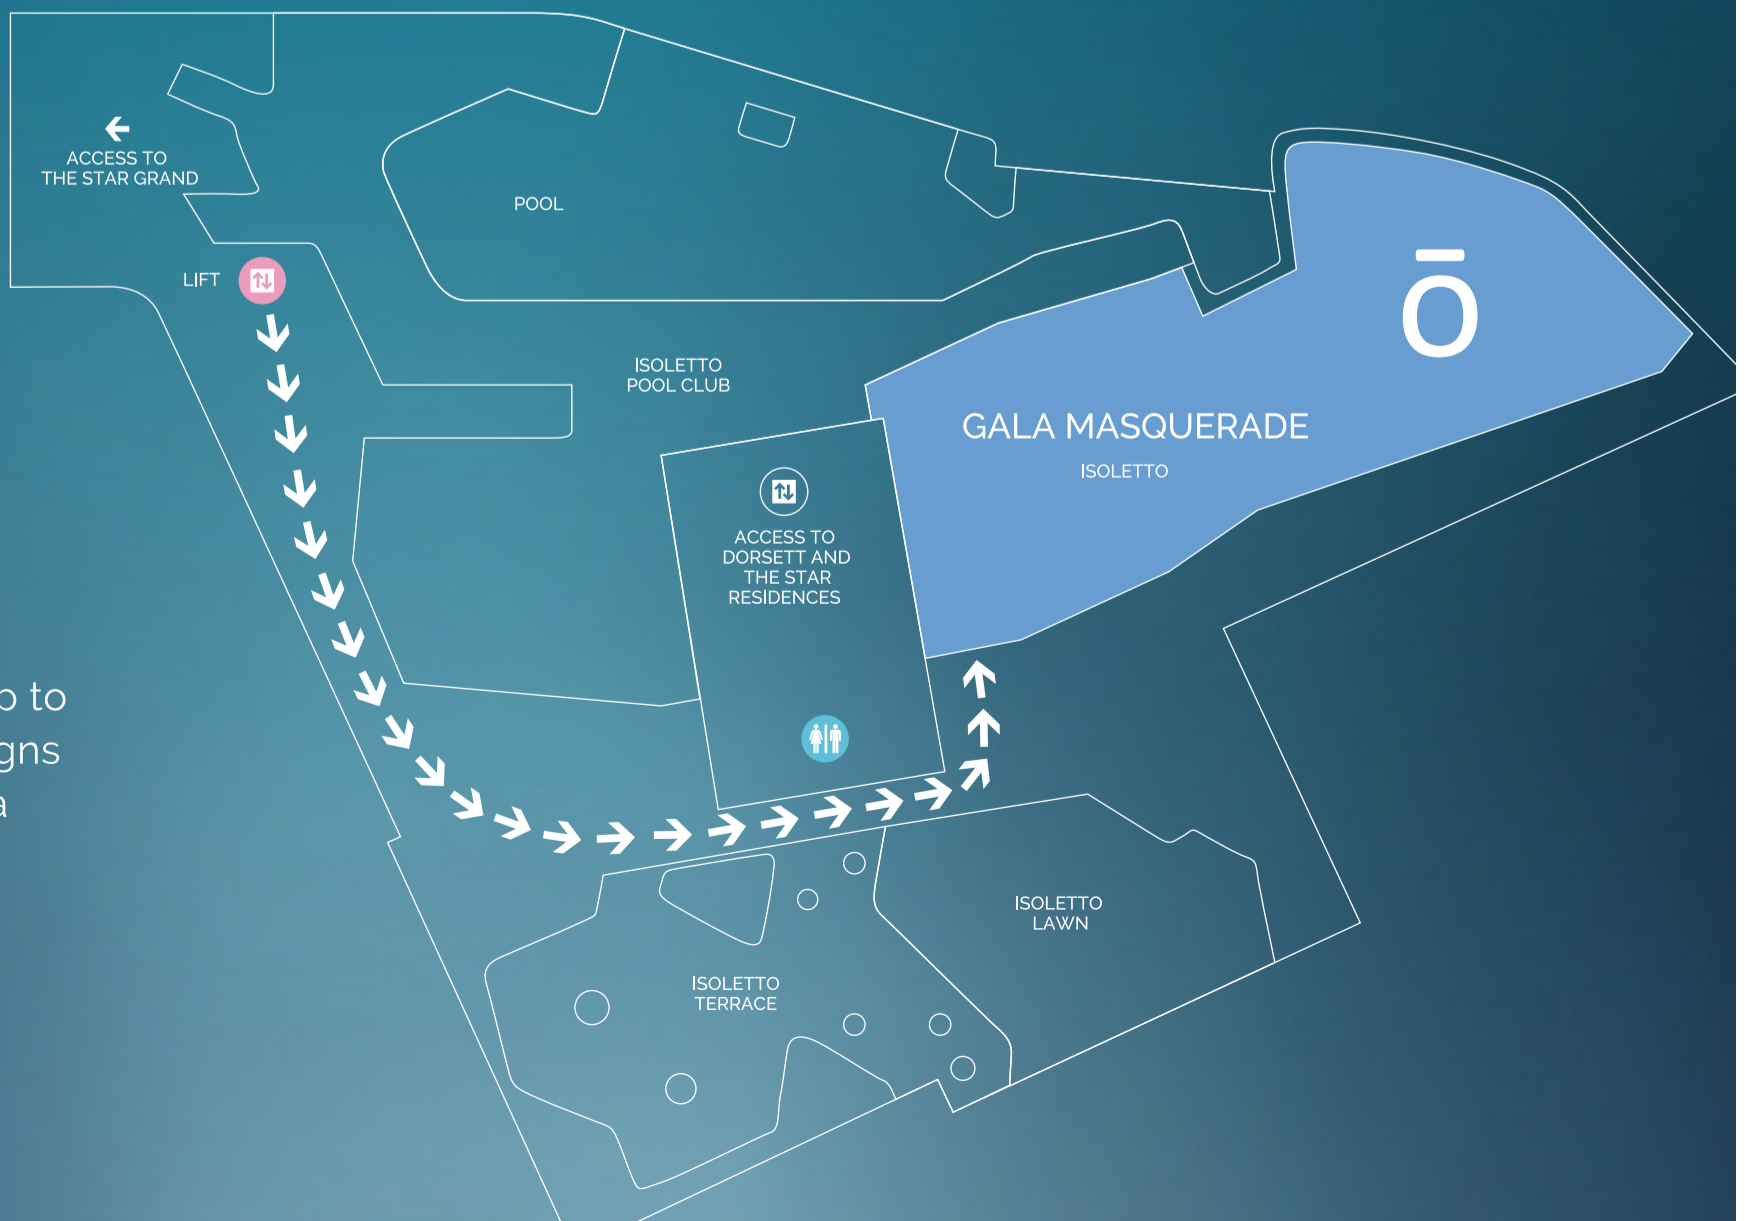 ACCESS TO
THE STAR GRAND
POOL
LIFT
ISOLETTO
POOL CLUB
Ō
GALA MASQUERADE
ISOLETTO
ACCESS TO
DORSETT AND
THE STAR
RESIDENCES
to
a
ISOLETTO
LAWN
ISOLETTO
TERRACE